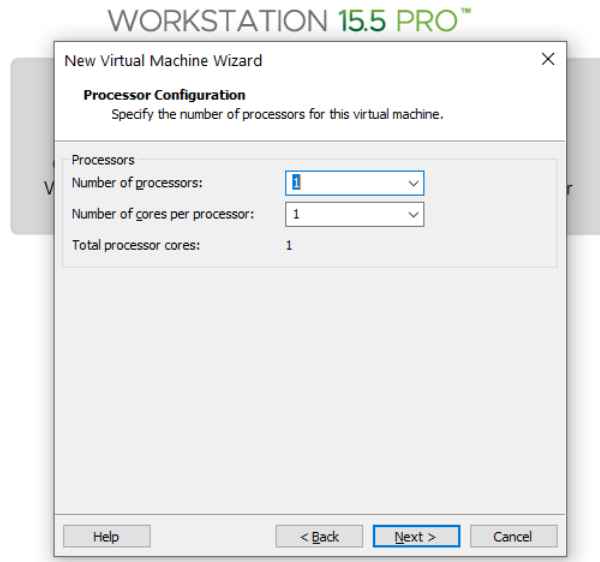 WORKSTATION 15.5 PRO™
New Virtual Machine Wizard
Processor Configuration
Specify the number of processors for this virtual machine.
Processors
Number of processors: 1
Number of cores per processor: 1
Total processor cores: 1
Help < Back Next > Cancel